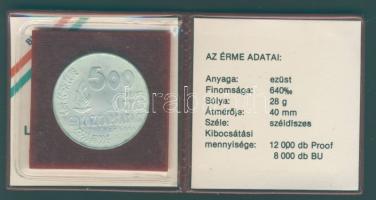 500
L
AZ ÉRME ADATAI:
Anyaga: ezüst
Finomsága: 640‰
Súlya: 28 g
Átmérője: 40 mm
Széle: széldíszes
Kibocsátási
mennyisége: 12 000 db Proof
8 000 db BU